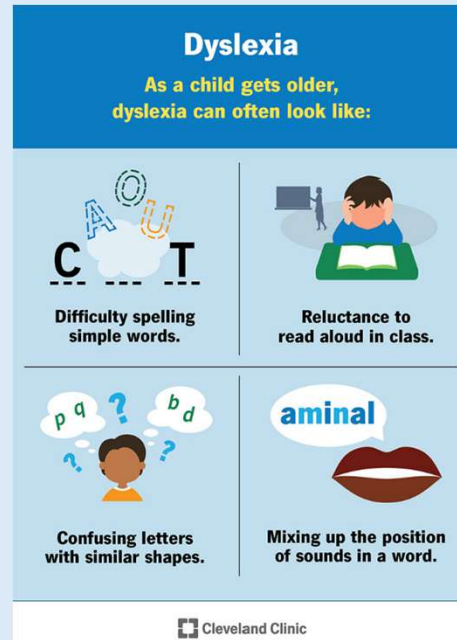 Dyslexia
As a child gets older,
dyslexia can often look like:
A O U
C T
Difficulty spelling
simple words.
Reluctance to
read aloud in class.
p q ? b d
? ?
Confusing letters
with similar shapes.
aminal
Mixing up the position
of sounds in a word.
Cleveland Clinic